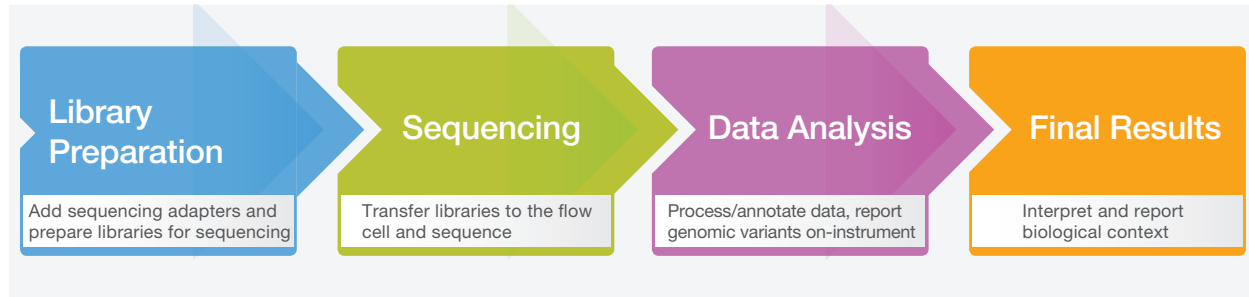 Library
Preparation
Add sequencing adapters and
prepare libraries for sequencing
Sequencing
Transfer libraries to the flow
cell and sequence
Data Analysis
Process/annotate data, report
genomic variants on-instrument
Final Results
Interpret and report
biological context